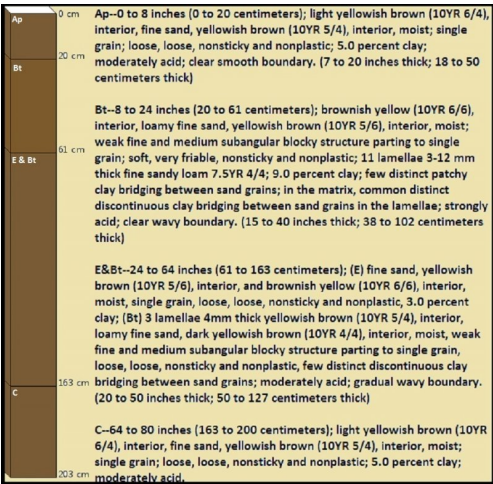 Ap
0 cm
Ap--0 to 8 inches (0 to 20 centimeters); light yellowish brown (10YR 6/4),
interior, fine sand, yellowish brown (10YR 5/4), interior, moist; single
grain; loose, loose, nonsticky and nonplastic; 5.0 percent clay;
moderately acid; clear smooth boundary. (7 to 20 inches thick; 18 to 50
centimeters thick)
20 cm
Bt
Bt--8 to 24 inches (20 to 61 centimeters); brownish yellow (10YR 6/6),
interior, loamy fine sand, yellowish brown (10YR 5/6), interior, moist;
weak fine and medium subangular blocky structure parting to single
grain; soft, very friable, nonsticky and nonplastic; 11 lamellae 3-12 mm
thick fine sandy loam 7.5YR 4/4; 9.0 percent clay; few distinct patchy
clay bridging between sand grains; in the matrix, common distinct
discontinuous clay bridging between sand grains in the lamellae; strongly
acid; clear wavy boundary. (15 to 40 inches thick; 38 to 102 centimeters
thick)
61 cm
E & Bt
E&Bt--24 to 64 inches (61 to 163 centimeters); (E) fine sand, yellowish
brown (10YR 5/6), interior, and brownish yellow (10YR 6/6), interior,
moist, single grain, loose, loose, nonsticky and nonplastic, 3.0 percent
clay; (Bt) 3 lamellae 4mm thick yellowish brown (10YR 5/4), interior,
loamy fine sand, dark yellowish brown (10YR 4/4), interior, moist, weak
fine and medium subangular blocky structure parting to single grain,
loose, loose, nonsticky and nonplastic, few distinct discontinuous clay
bridging between sand grains; moderately acid; gradual wavy boundary.
(20 to 50 inches thick; 50 to 127 centimeters thick)
163 cm
C
C--64 to 80 inches (163 to 200 centimeters); light yellowish brown (10YR
6/4), interior, fine sand, yellowish brown (10YR 5/4), interior, moist;
single grain; loose, loose, nonsticky and nonplastic; 5.0 percent clay;
moderately acid.
203 cm